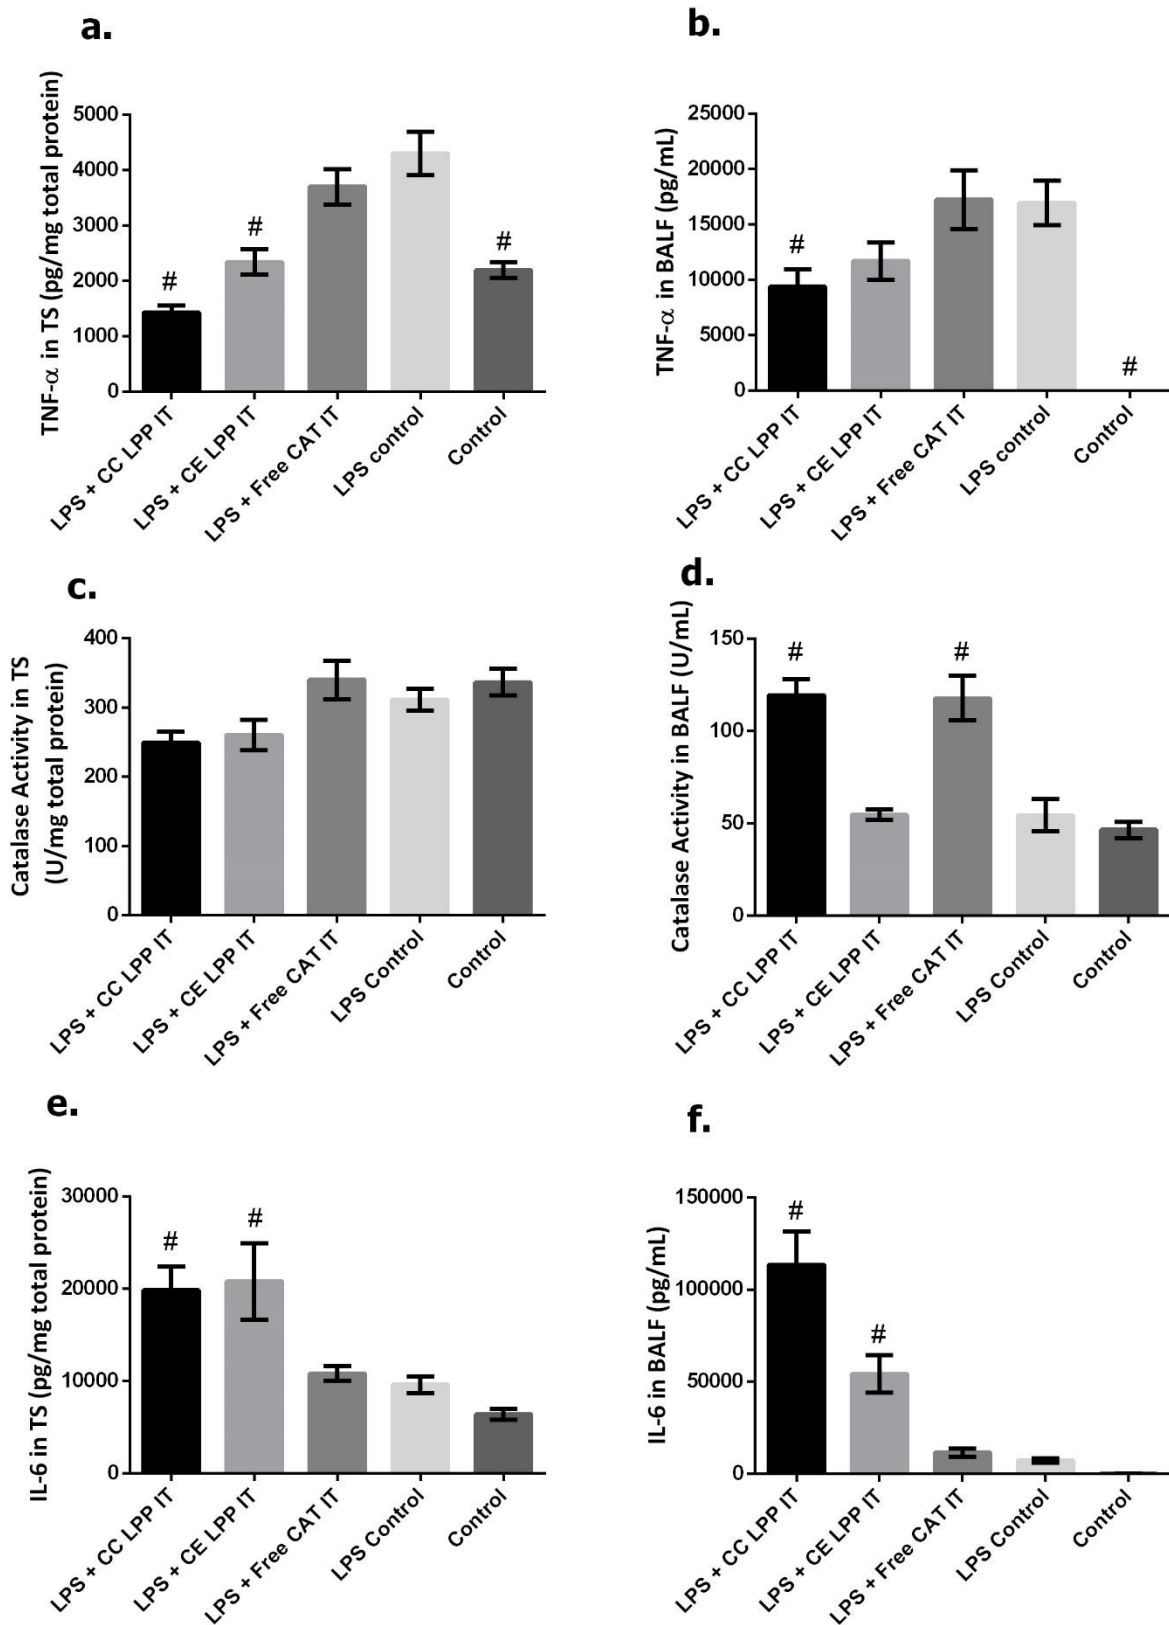 a.
TNF-α in TS (pg/mg total protein)
5000
4000
3000
2000
1000
0
#
#
#
LPS + CC LPP IT
LPS + CE LPP IT
LPS + Free CAT IT
LPS control
Control
b.
TNF-α in BALF (pg/mL)
25000
20000
15000
10000
5000
0
#
#
LPS + CC LPP IT
LPS + CE LPP IT
LPS + Free CAT IT
LPS control
Control
c.
Catalase Activity in TS
(U/mg total protein)
400
300
200
100
0
LPS + CC LPP IT
LPS + CE LPP IT
LPS + Free CAT IT
LPS Control
Control
d.
Catalase Activity in BALF (U/mL)
150
100
50
0
#
#
LPS + CC LPP IT
LPS + CE LPP IT
LPS + Free CAT IT
LPS Control
Control
e.
IL-6 in TS (pg/mg total protein)
30000
20000
10000
0
#
#
LPS + CC LPP IT
LPS + CE LPP IT
LPS + Free CAT IT
LPS Control
Control
f.
IL-6 in BALF (pg/mL)
150000
100000
50000
0
#
#
LPS + CC LPP IT
LPS + CE LPP IT
LPS + Free CAT IT
LPS Control
Control